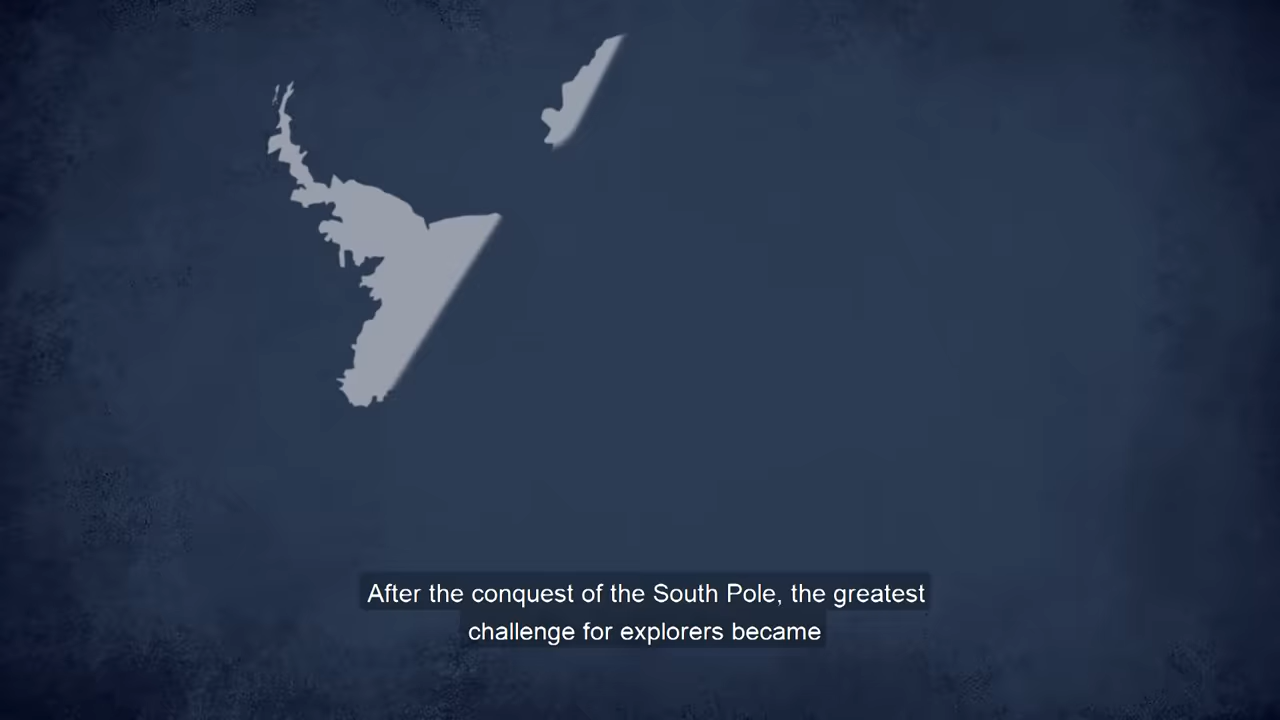 After the conquest of the South Pole, the greatest
challenge for explorers became